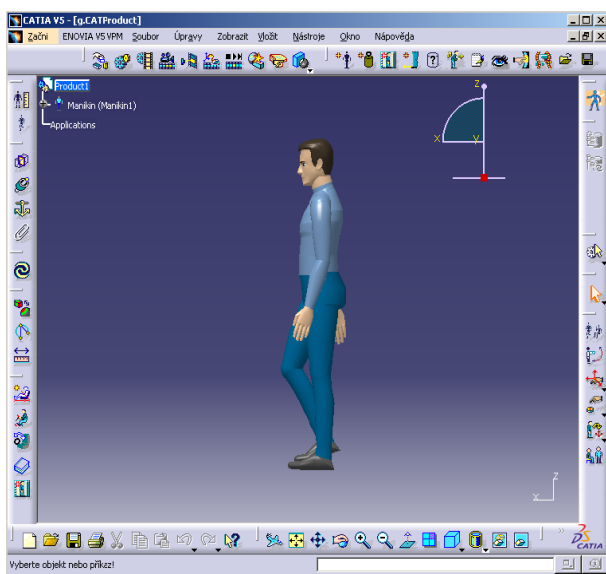 CATIA V5 - [g.CATProduct]
Začni ENOVIA V5 VPM Soubor Úpravy Zobrazit Vložit Nástroje Okno Nápověda
Product1
Manikin (Manikin1)
Applications
z
x y
z
x
CATIA
Vyberte objekt nebo příkaz!